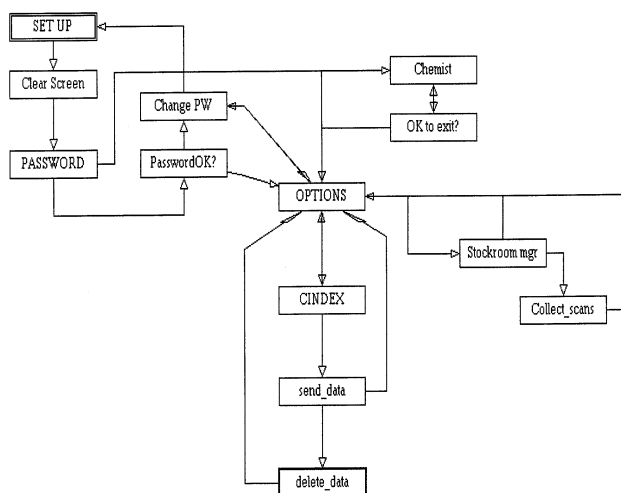 SET UP
Clear Screen
Chemist
Change PW
OK to exit?
PASSWORD
PasswordOK?
OPTIONS
Stockroom mgr
CINDEX
Collect_scans
send_data
delete_data